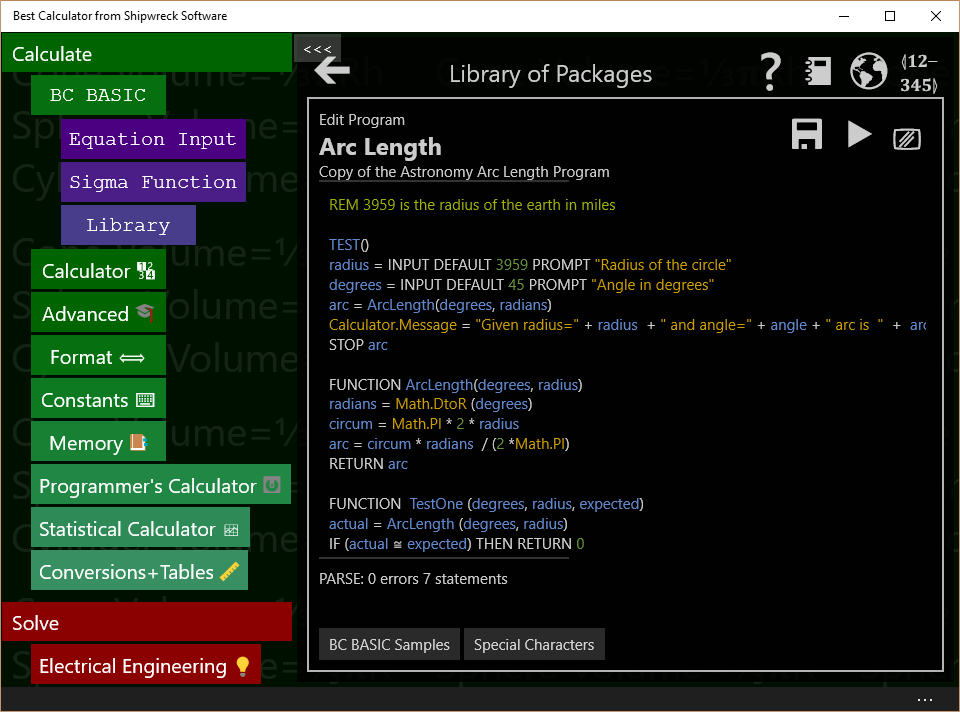 Best Calculator from Shipwreck Software
Calculate
BC BASIC
Equation Input
Sigma Function
Library
Calculator
Advanced
Format
Constants
Memory
Programmer's Calculator
Statistical Calculator
Conversions+Tables
Solve
Electrical Engineering
<<<
Library of Packages
?
⟨12–
345⟩
Edit Program
Arc Length
Copy of the Astronomy Arc Length Program
REM 3959 is the radius of the earth in miles
TEST()
radius = INPUT DEFAULT 3959 PROMPT "Radius of the circle"
degrees = INPUT DEFAULT 45 PROMPT "Angle in degrees"
arc = ArcLength(degrees, radians)
Calculator.Message = "Given radius=" + radius  + " and angle=" + angle + " arc is  "  +  arc
STOP arc
FUNCTION ArcLength(degrees, radius)
radians = Math.DtoR (degrees)
circum = Math.PI * 2 * radius
arc = circum * radians  / (2 *Math.PI)
RETURN arc
FUNCTION  TestOne (degrees, radius, expected)
actual = ArcLength (degrees, radius)
IF (actual ≅ expected) THEN RETURN 0
PARSE: 0 errors 7 statements
BC BASIC Samples
Special Characters
...